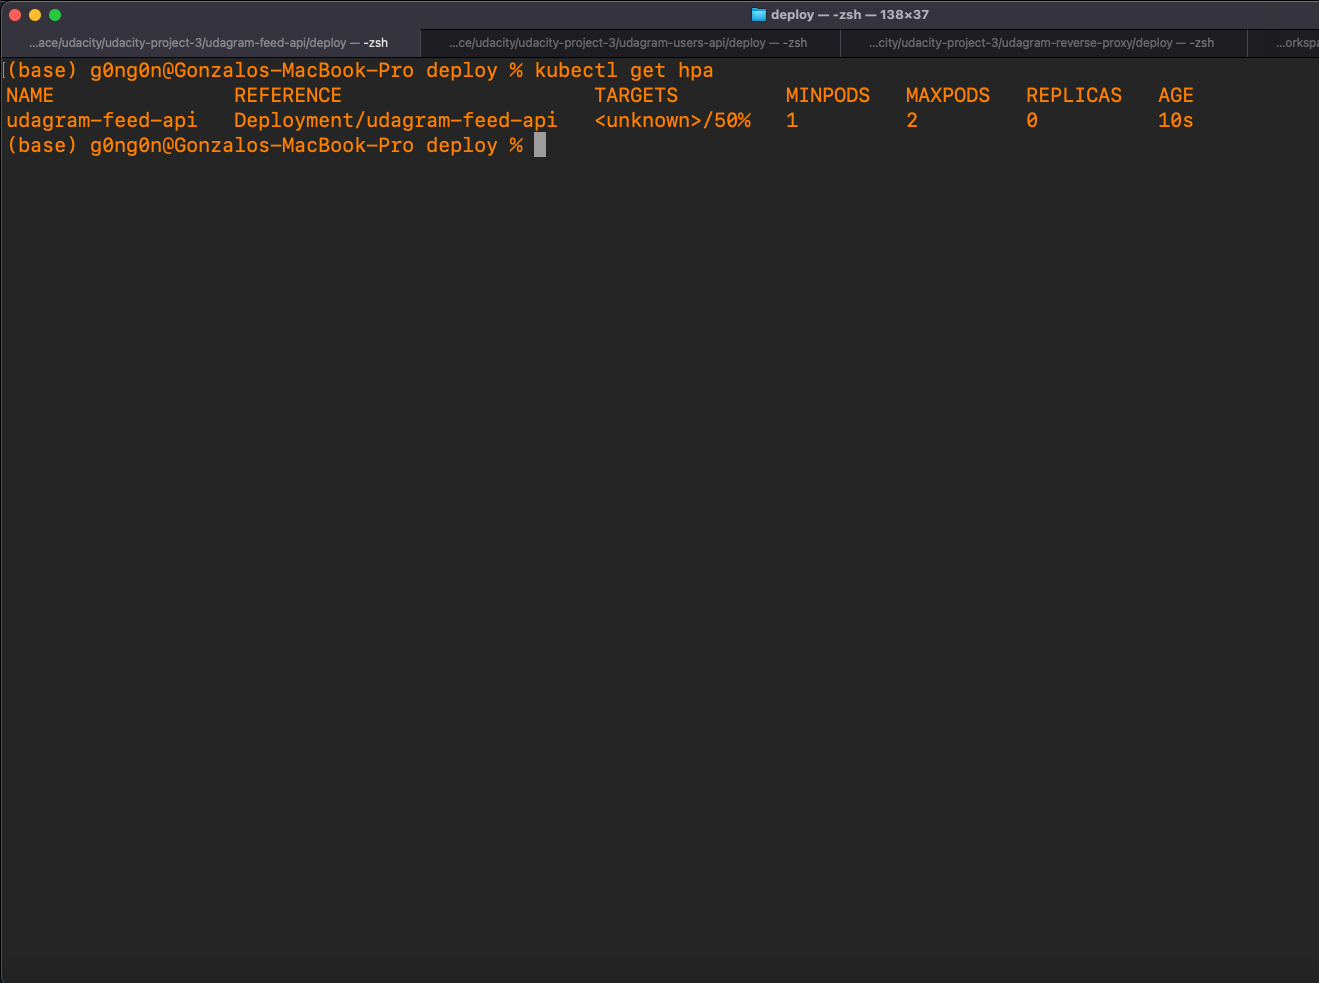 deploy — -zsh — 138×37
...ace/udacity/udacity-project-3/udagram-feed-api/deploy — -zsh ...ce/udacity/udacity-project-3/udagram-users-api/deploy — -zsh ...city/udacity-project-3/udagram-reverse-proxy/deploy — -zsh ...orkspa
(base) g0ng0n@Gonzalos-MacBook-Pro deploy % kubectl get hpa
NAME REFERENCE TARGETS MINPODS MAXPODS REPLICAS AGE
udagram-feed-api Deployment/udagram-feed-api <unknown>/50% 1 2 0 10s
(base) g0ng0n@Gonzalos-MacBook-Pro deploy %